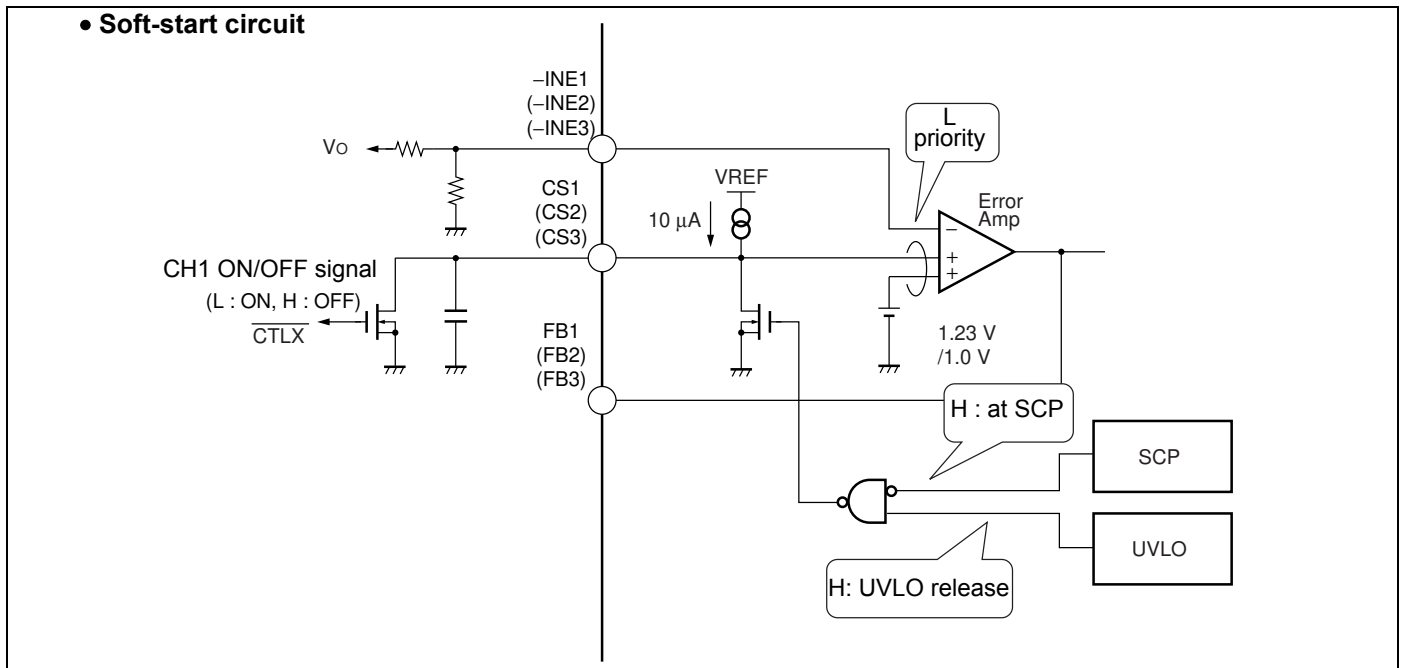 • Soft-start circuit
−INE1
(−INE2)
(−INE3)
VO
CS1
(CS2)
(CS3)
VREF
10 μA
L
priority
Error
Amp
−
+
+
CH1 ON/OFF signal
(L : ON, H : OFF)
CTLX
FB1
(FB2)
(FB3)
1.23 V
/1.0 V
H : at SCP
SCP
UVLO
H: UVLO release